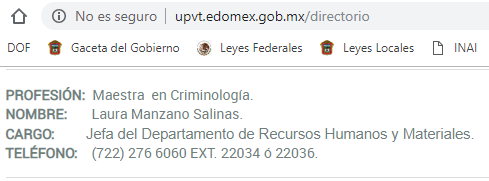 No es seguro | upvt.edomex.gob.mx/directorio
DOF Gaceta del Gobierno Leyes Federales Leyes Locales INAI
PROFESIÓN: Maestra en Criminología.
NOMBRE: Laura Manzano Salinas.
CARGO: Jefa del Departamento de Recursos Humanos y Materiales.
TELÉFONO: (722) 276 6060 EXT. 22034 ó 22036.